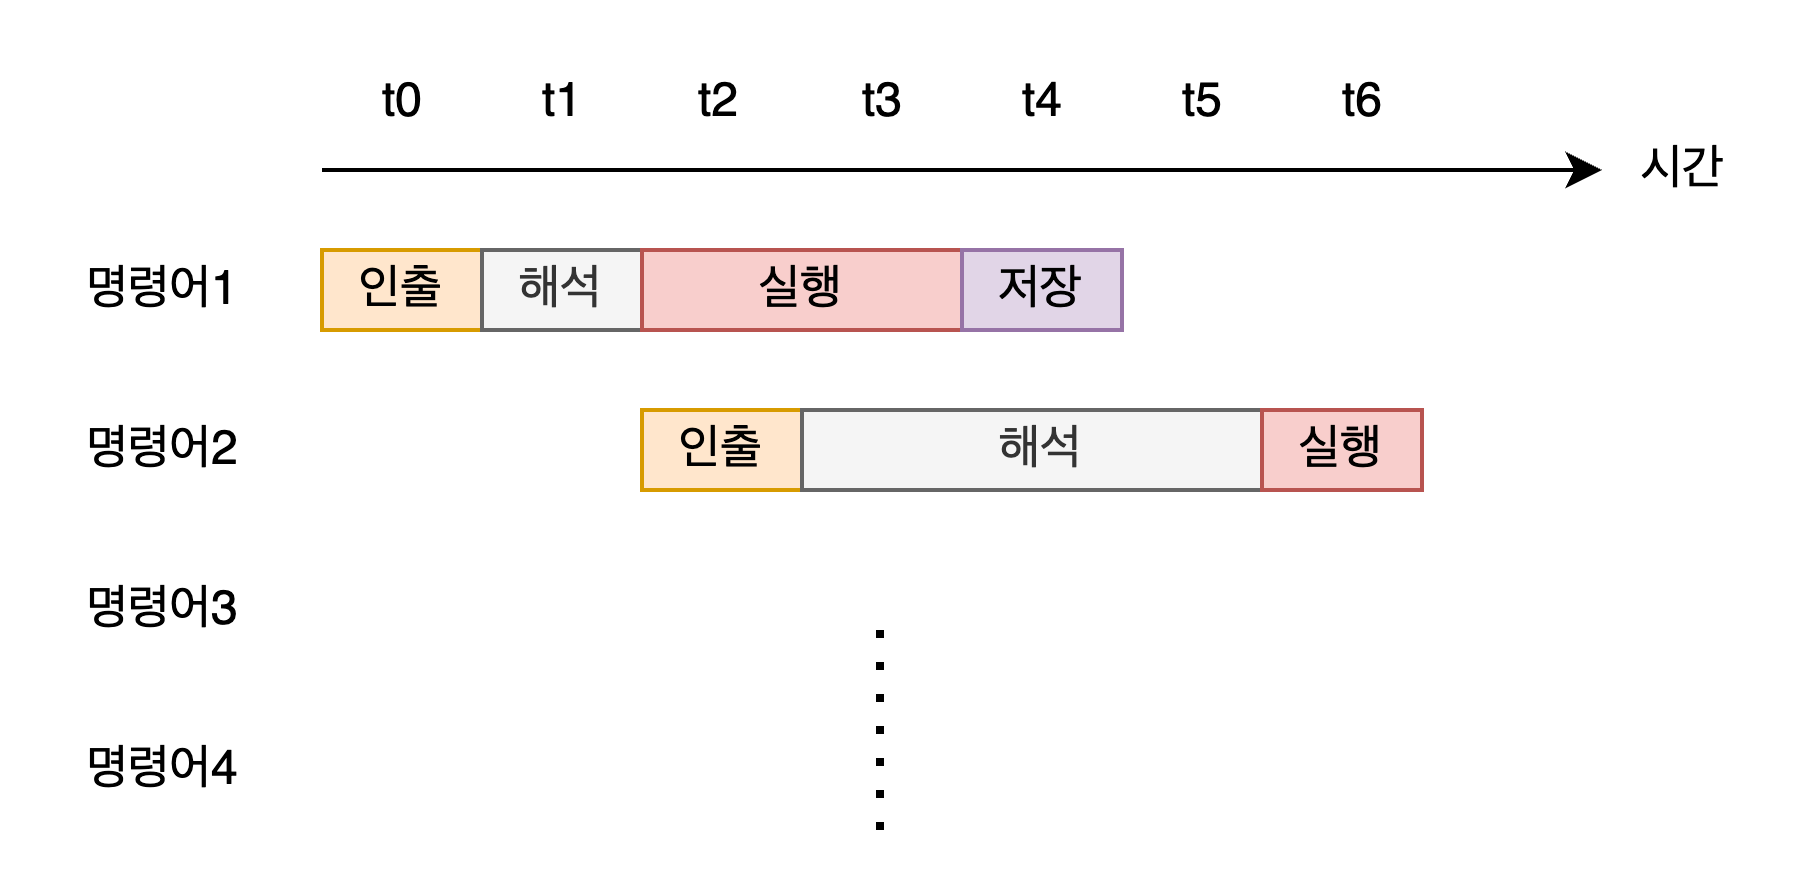 t0 t1 t2 t3 t4 t5 t6
시간
명령어1 인출 해석 실행 저장
명령어2 인출 해석 실행
명령어3
명령어4